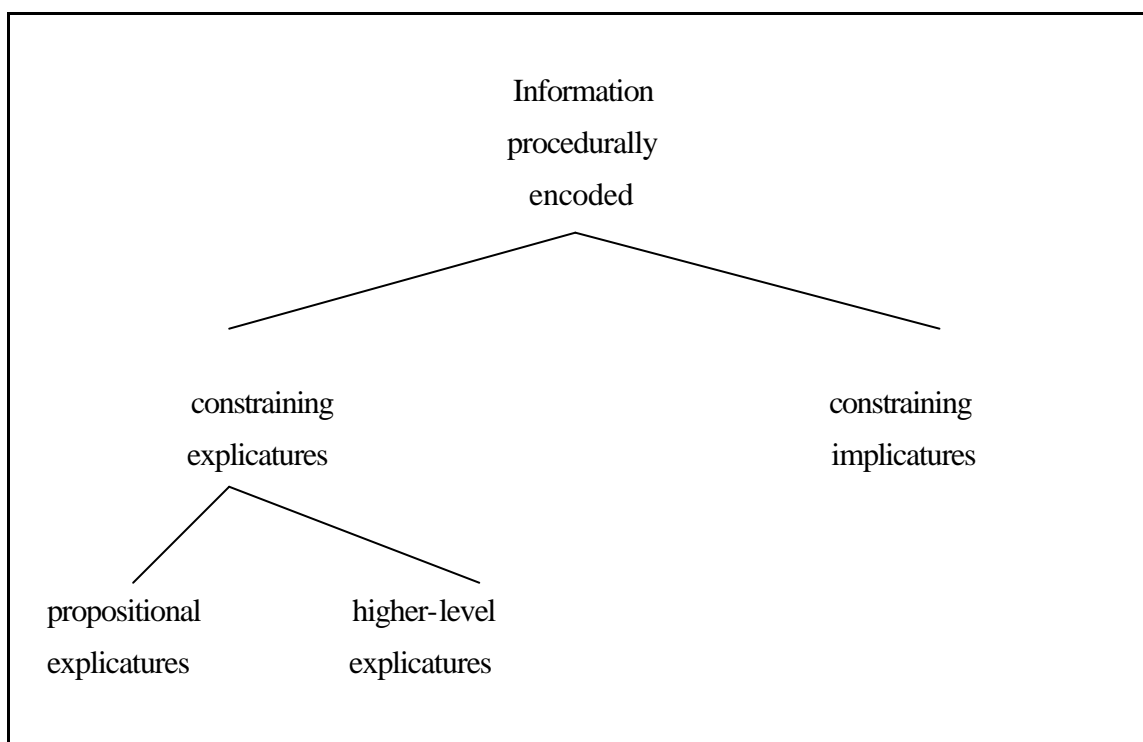 Information
procedurally
encoded
constraining
explicatures
constraining
implicatures
propositional
explicatures
higher-level
explicatures